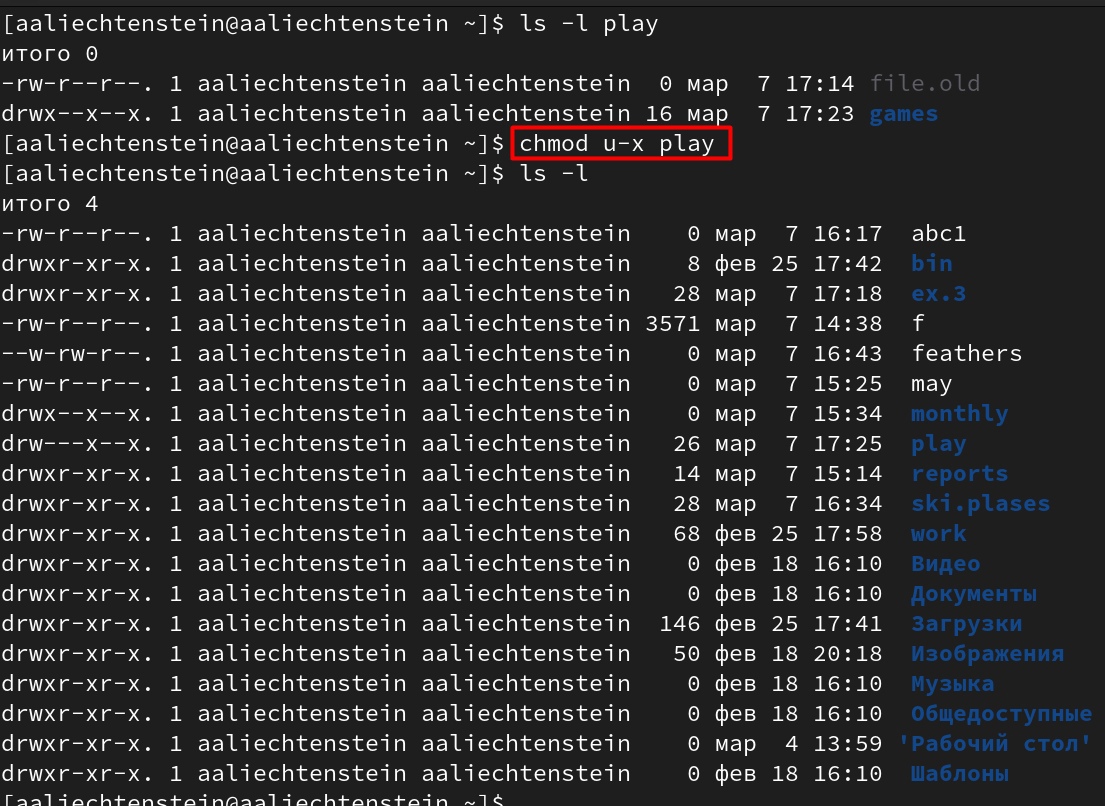 [aaliechtenstein@aaliechtenstein ~]$ ls -l play
итого 0
-rw-r--r--. 1 aaliechtenstein aaliechtenstein  0 мар  7 17:14 file.old
drwx--x--x. 1 aaliechtenstein aaliechtenstein 16 мар  7 17:23 games
[aaliechtenstein@aaliechtenstein ~]$ chmod u-x play
[aaliechtenstein@aaliechtenstein ~]$ ls -l
итого 4
-rw-r--r--. 1 aaliechtenstein aaliechtenstein    0 мар  7 16:17  abc1
drwxr-xr-x. 1 aaliechtenstein aaliechtenstein    8 фев 25 17:42  bin
drwxr-xr-x. 1 aaliechtenstein aaliechtenstein   28 мар  7 17:18  ex.3
-rw-r--r--. 1 aaliechtenstein aaliechtenstein 3571 мар  7 14:38  f
--w-rw-r--. 1 aaliechtenstein aaliechtenstein    0 мар  7 16:43  feathers
-rw-r--r--. 1 aaliechtenstein aaliechtenstein    0 мар  7 15:25  may
drwx--x--x. 1 aaliechtenstein aaliechtenstein    0 мар  7 15:34  monthly
drw---x--x. 1 aaliechtenstein aaliechtenstein   26 мар  7 17:25  play
drwxr-xr-x. 1 aaliechtenstein aaliechtenstein   14 мар  7 15:14  reports
drwxr-xr-x. 1 aaliechtenstein aaliechtenstein   28 мар  7 16:34  ski.plases
drwxr-xr-x. 1 aaliechtenstein aaliechtenstein   68 фев 25 17:58  work
drwxr-xr-x. 1 aaliechtenstein aaliechtenstein    0 фев 18 16:10  Видео
drwxr-xr-x. 1 aaliechtenstein aaliechtenstein    0 фев 18 16:10  Документы
drwxr-xr-x. 1 aaliechtenstein aaliechtenstein  146 фев 25 17:41  Загрузки
drwxr-xr-x. 1 aaliechtenstein aaliechtenstein   50 фев 18 20:18  Изображения
drwxr-xr-x. 1 aaliechtenstein aaliechtenstein    0 фев 18 16:10  Музыка
drwxr-xr-x. 1 aaliechtenstein aaliechtenstein    0 фев 18 16:10  Общедоступные
drwxr-xr-x. 1 aaliechtenstein aaliechtenstein    0 мар  4 13:59 'Рабочий стол'
drwxr-xr-x. 1 aaliechtenstein aaliechtenstein    0 фев 18 16:10  Шаблоны
[aaliechtenstein@aaliechtenstein ~]$